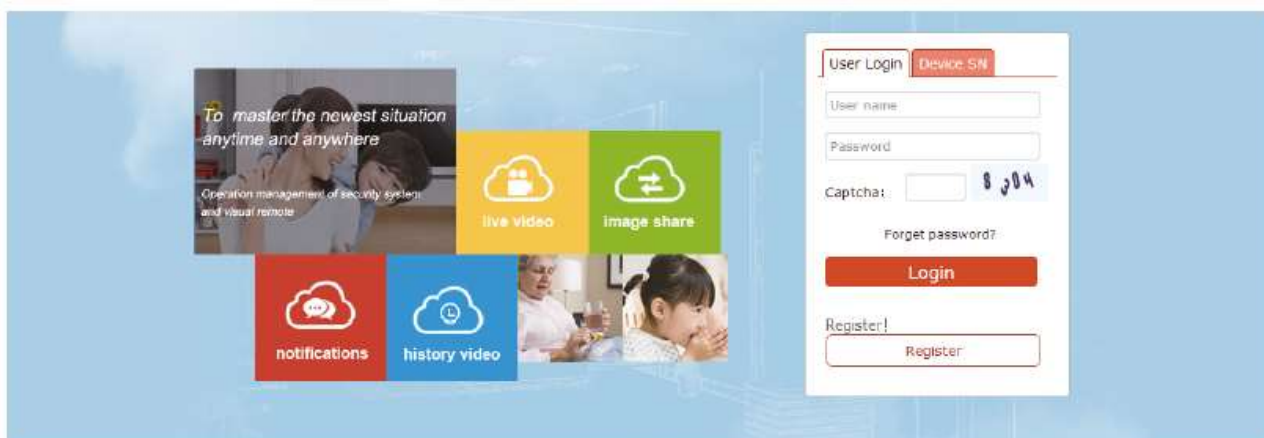 To master the newest situation
anytime and anywhere
Operation management of security system
and visual remote
live video
image share
notifications
history video
User Login
Device SN
User name
Password
Captcha:
Forget password?
Login
Register!
Register